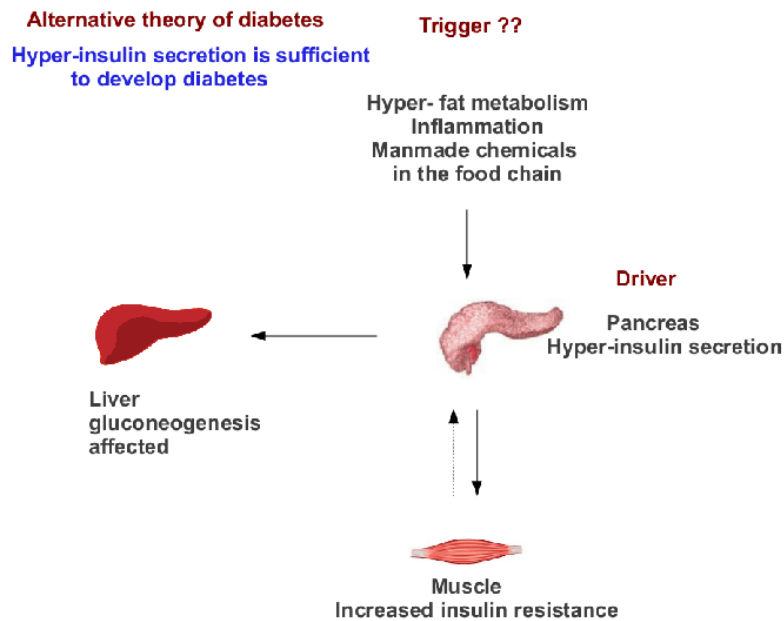 Alternative theory of diabetes
Hyper-insulin secretion is sufficient
to develop diabetes
Trigger ??
Hyper- fat metabolism
Inflammation
Manmade chemicals
in the food chain
Driver
Pancreas
Hyper-insulin secretion
Liver
gluconeogenesis
affected
Muscle
Increased insulin resistance